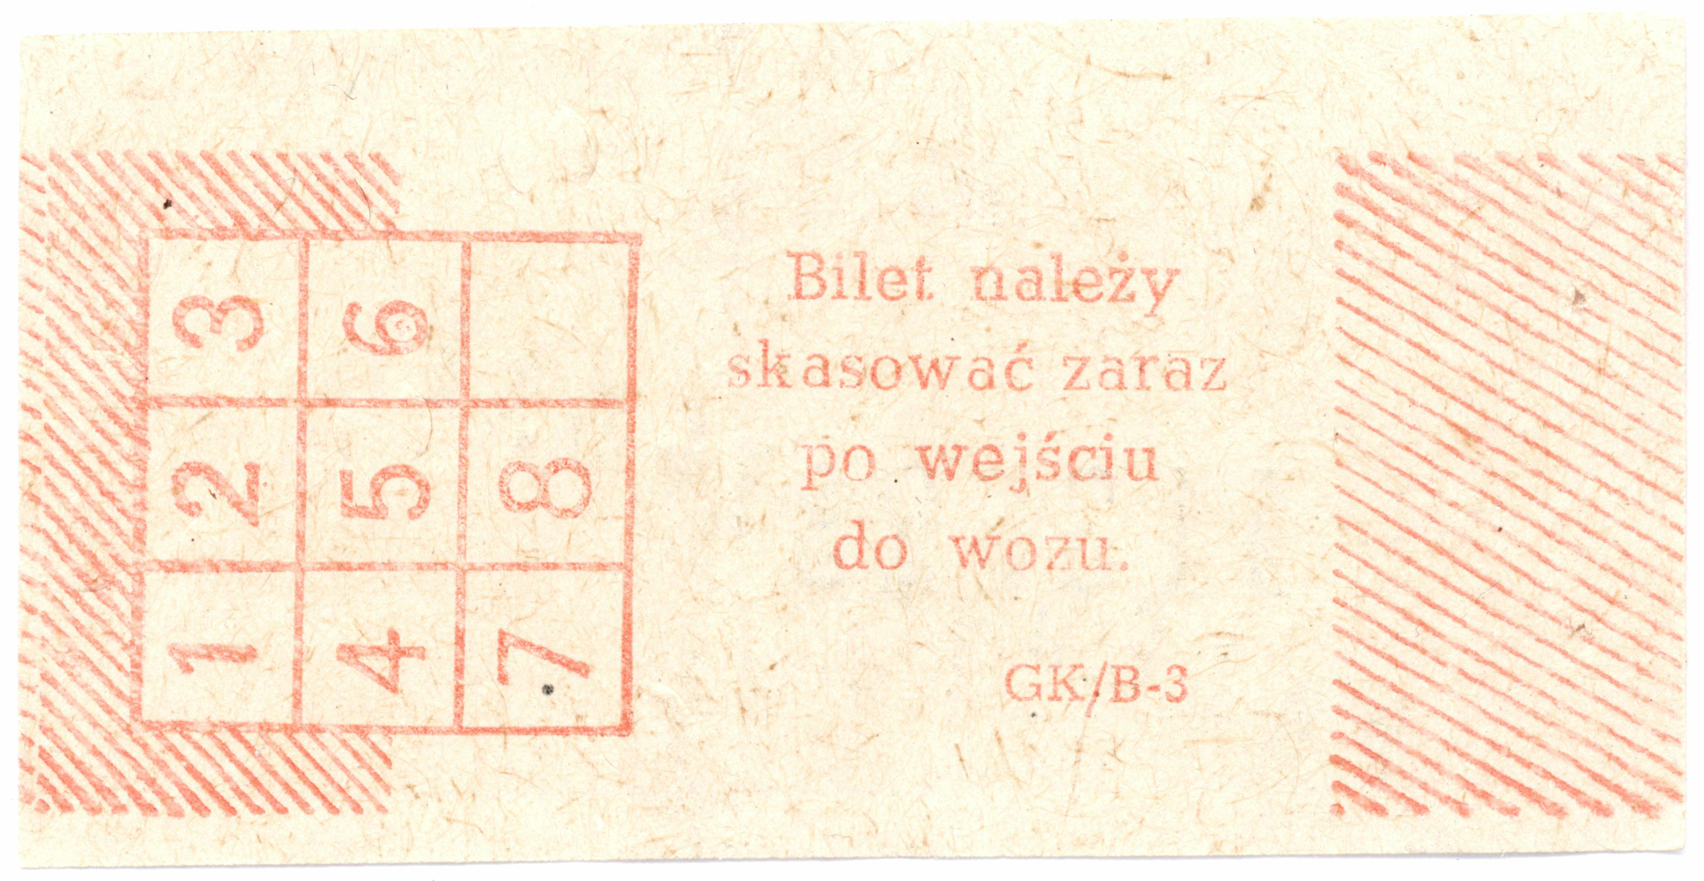 3 6
2 5 8
1 4 7
Bilet należy
skasować zaraz
po wejściu
do wozu.
GK/B-3